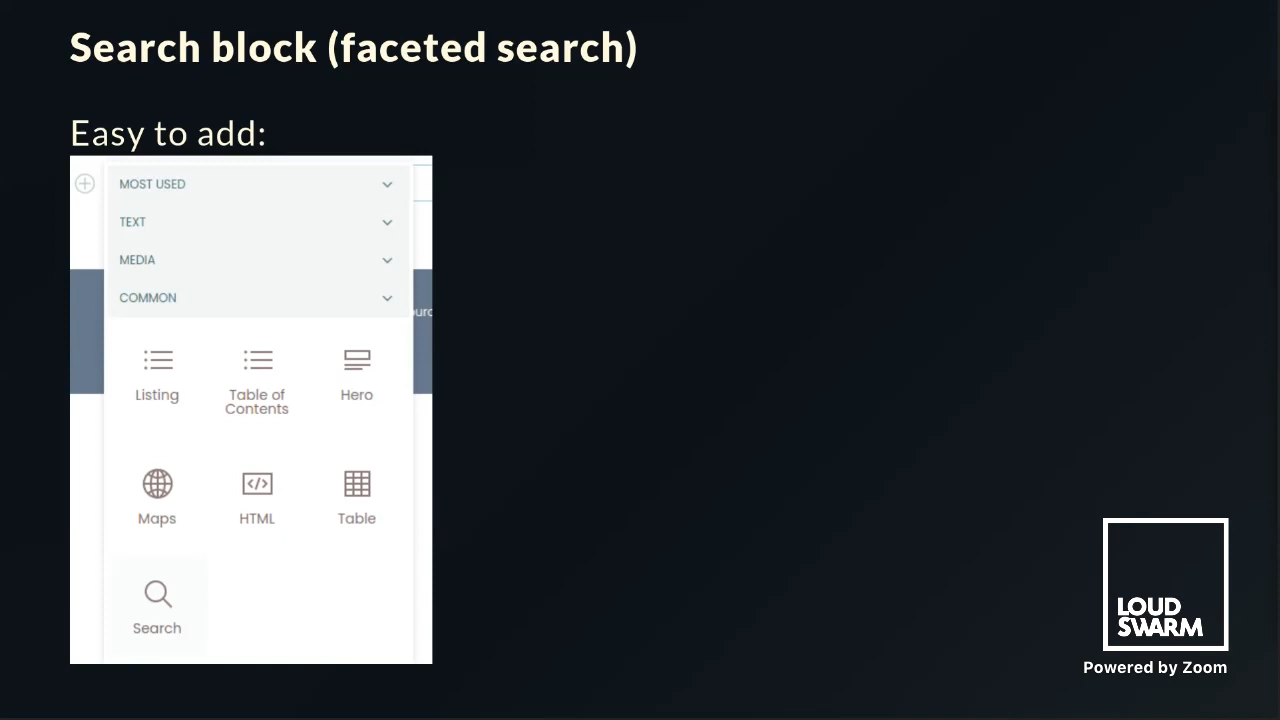 Search block (faceted search)
Easy to add:
MOST USED
TEXT
MEDIA
COMMON
Listing
Table of
Contents
Hero
Maps
HTML
Table
Search
LOUD
SWARM
Powered by Zoom